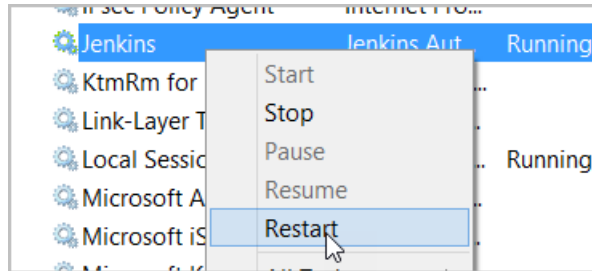 IPsec Policy Agent Internet Pro...
Jenkins Jenkins Aut... Running
KtmRm for
Link-Layer T
Local Sessic Running
Microsoft A
Microsoft iS
Start
Stop
Pause
Resume
Restart